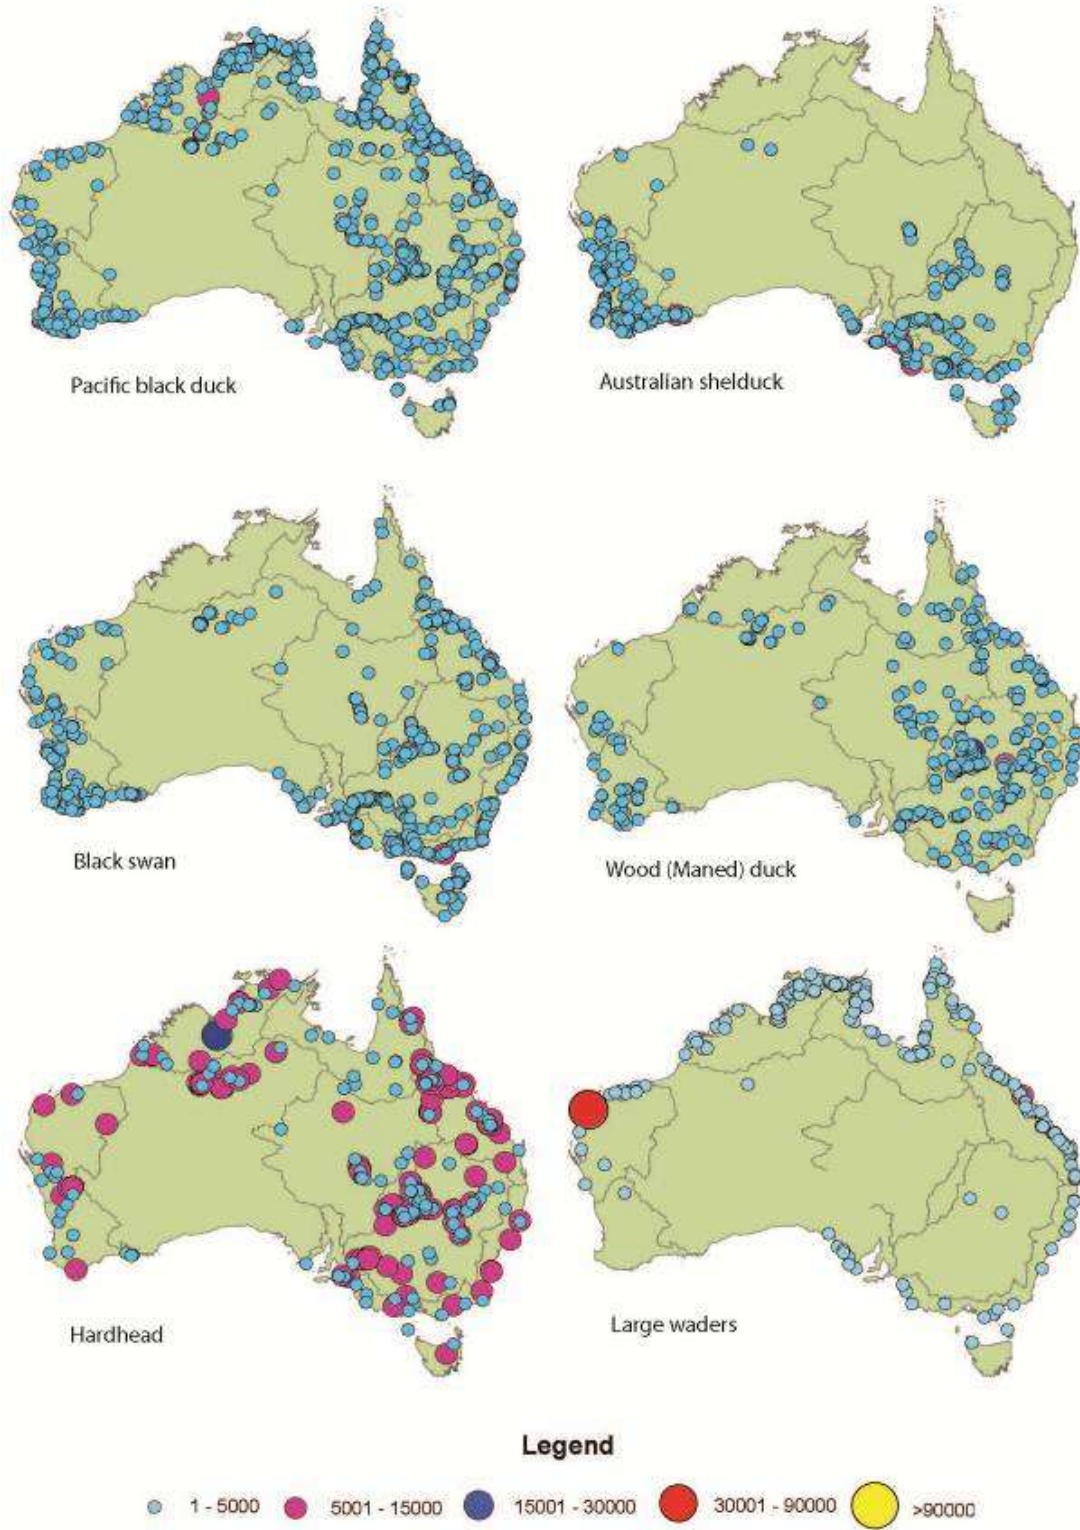 Pacific black duck
Australian shelduck
Black swan
Wood (Maned) duck
Hardhead
Large waders
Legend
1 - 5000
5001 - 15000
15001 - 30000
30001 - 90000
>90000